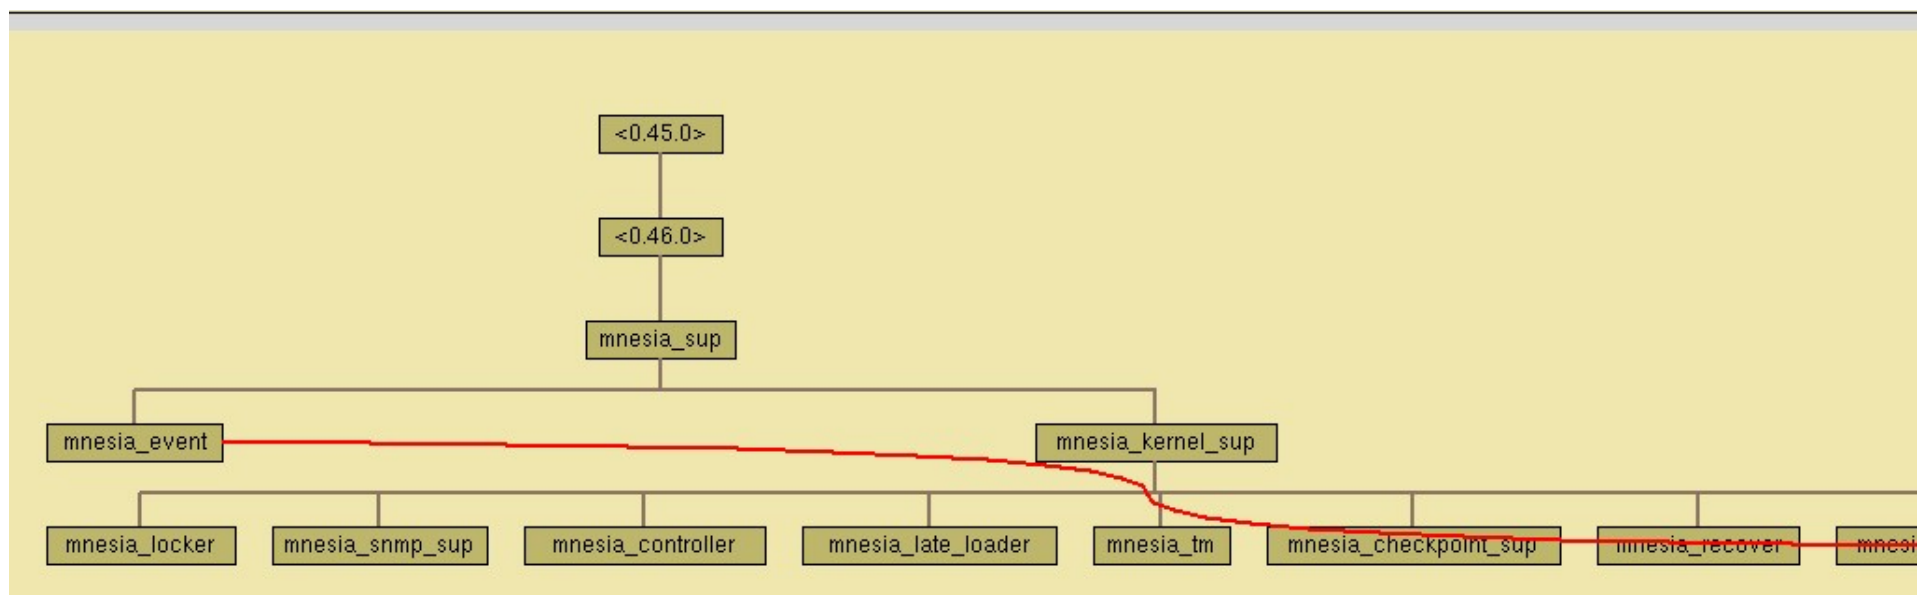 <0.45.0>
<0.46.0>
mnesia_sup
mnesia_event
mnesia_kernel_sup
mnesia_locker
mnesia_snmp_sup
mnesia_controller
mnesia_late_loader
mnesia_tm
mnesia_checkpoint_sup
mnesia_recover